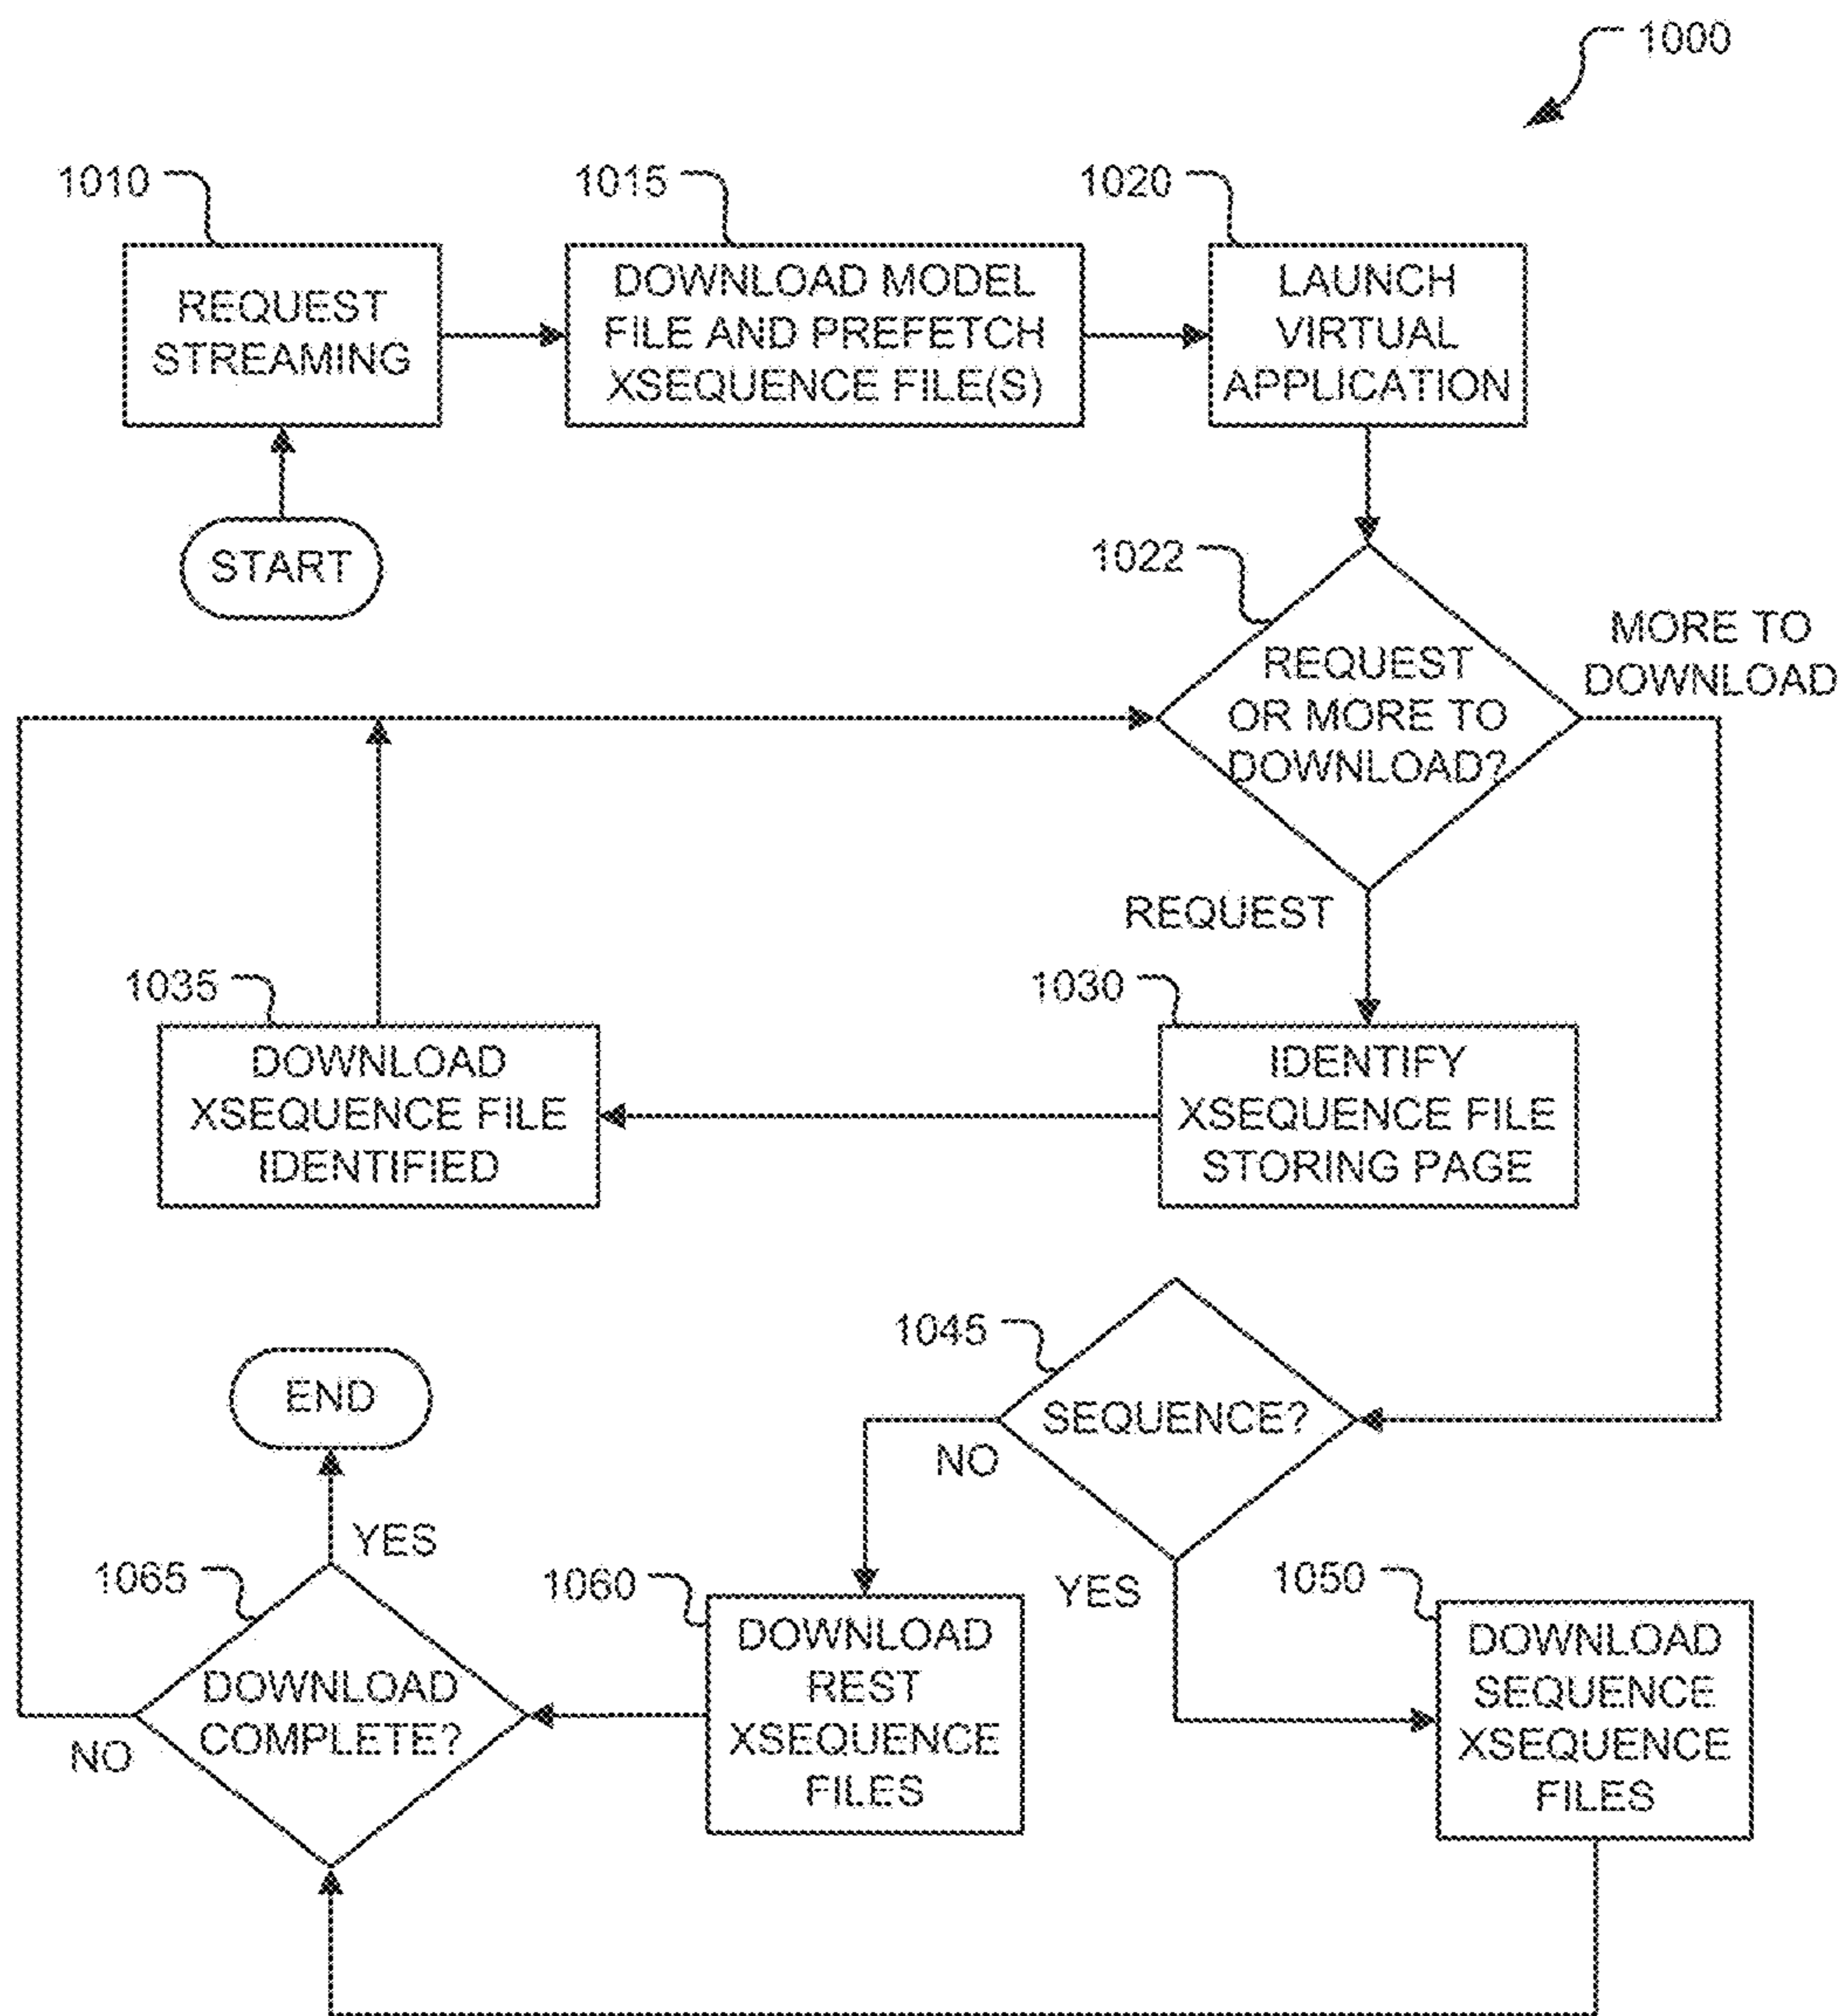 1000
1010
1015
1020
REQUEST
STREAMING
DOWNLOAD MODEL
FILE AND PREFETCH
XSEQUENCE FILE(S)
LAUNCH
VIRTUAL
APPLICATION
START
1022
REQUEST
OR MORE TO
DOWNLOAD?
MORE TO
DOWNLOAD
REQUEST
1035
1030
DOWNLOAD
XSEQUENCE FILE
IDENTIFIED
IDENTIFY
XSEQUENCE FILE
STORING PAGE
1045
SEQUENCE?
NO
YES
END
YES
1065
DOWNLOAD
COMPLETE?
NO
1060
DOWNLOAD
REST
XSEQUENCE
FILES
1050
DOWNLOAD
SEQUENCE
XSEQUENCE
FILES